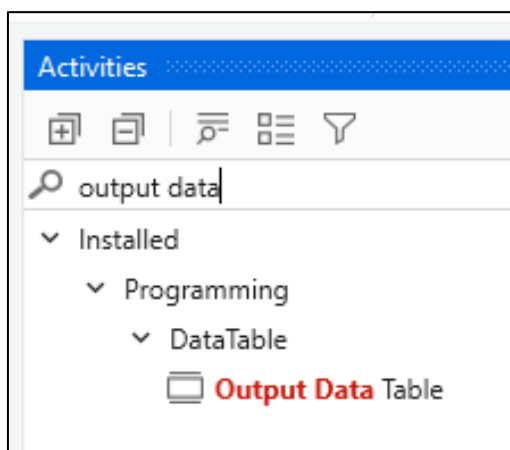 Activities
output data
Installed
Programming
DataTable
Output Data Table